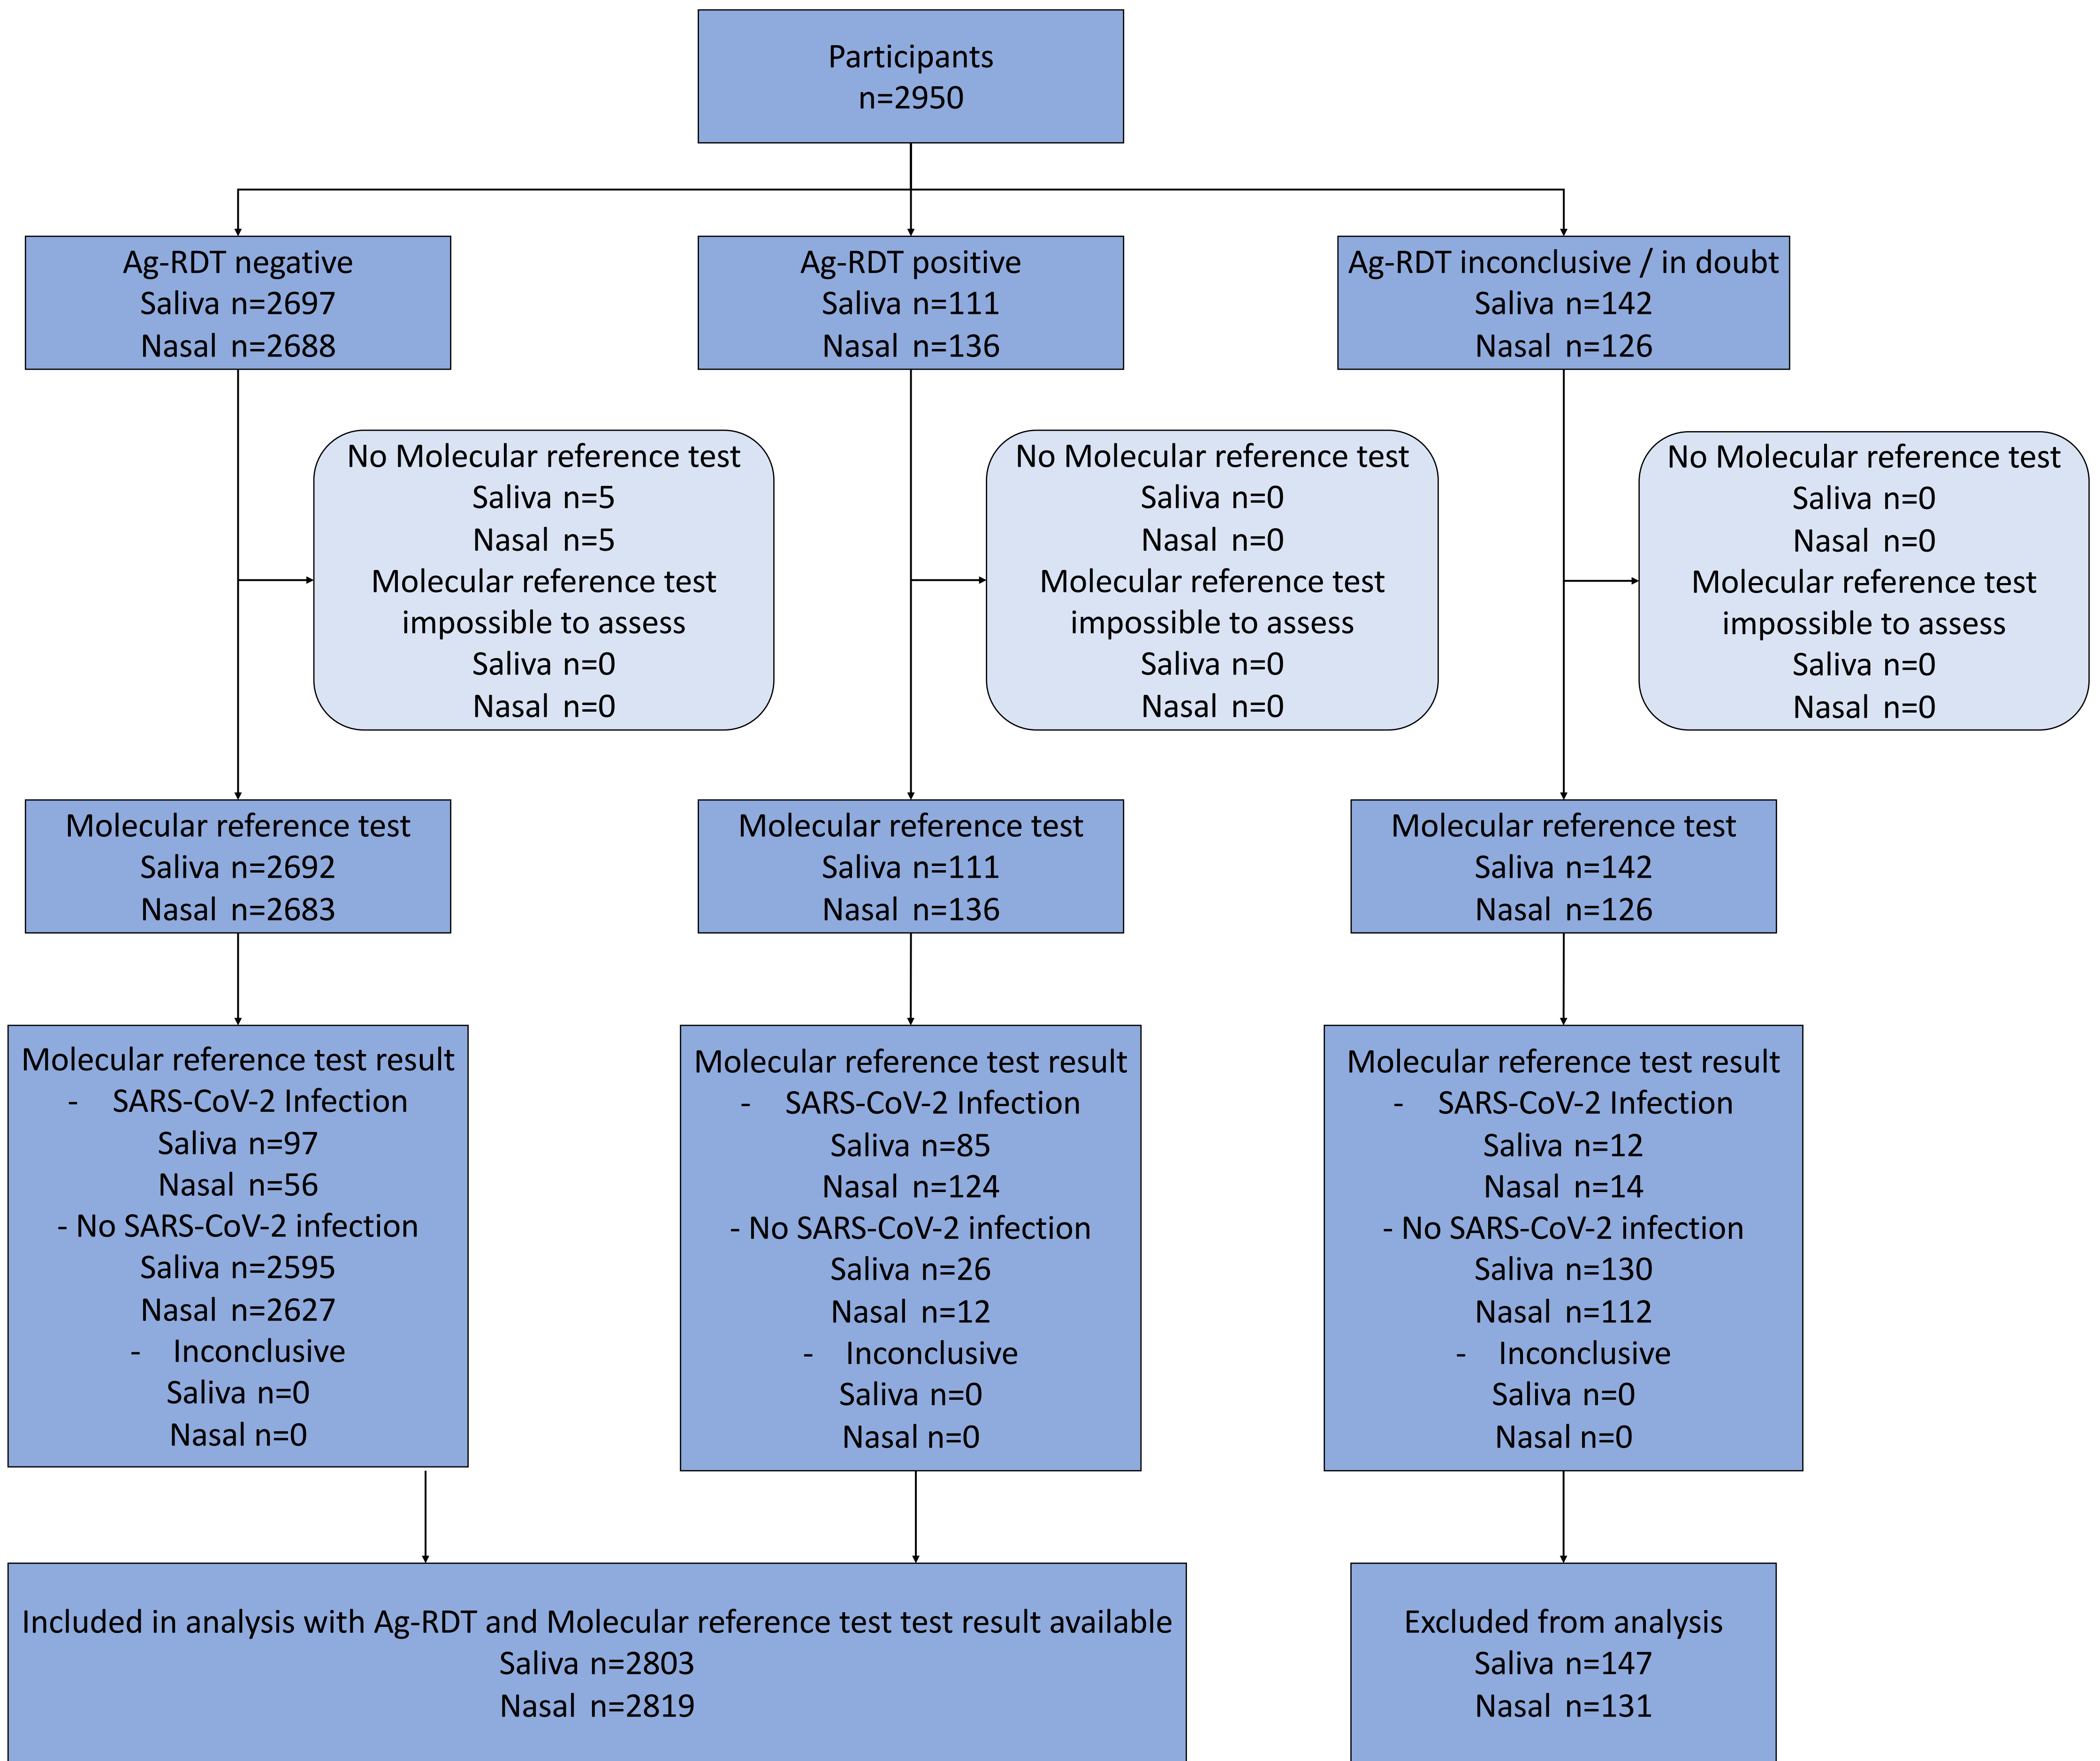 Participants
n=2950
Ag-RDT negative
Saliva n=2697
Nasal n=2688
Ag-RDT positive
Saliva n=111
Nasal n=136
Ag-RDT inconclusive / in doubt
Saliva n=142
Nasal n=126
No Molecular reference test
Saliva n=5
Nasal n=5
Molecular reference test
impossible to assess
Saliva n=0
Nasal n=0
No Molecular reference test
Saliva n=0
Nasal n=0
Molecular reference test
impossible to assess
Saliva n=0
Nasal n=0
No Molecular reference test
Saliva n=0
Nasal n=0
Molecular reference test
impossible to assess
Saliva n=0
Nasal n=0
Molecular reference test
Saliva n=2692
Nasal n=2683
Molecular reference test
Saliva n=111
Nasal n=136
Molecular reference test
Saliva n=142
Nasal n=126
Molecular reference test result
- SARS-CoV-2 Infection
Saliva n=97
Nasal n=56
- No SARS-CoV-2 infection
Saliva n=2595
Nasal n=2627
- Inconclusive
Saliva n=0
Nasal n=0
Molecular reference test result
- SARS-CoV-2 Infection
Saliva n=85
Nasal n=124
- No SARS-CoV-2 infection
Saliva n=26
Nasal n=12
- Inconclusive
Saliva n=0
Nasal n=0
Molecular reference test result
- SARS-CoV-2 Infection
Saliva n=12
Nasal n=14
- No SARS-CoV-2 infection
Saliva n=130
Nasal n=112
- Inconclusive
Saliva n=0
Nasal n=0
Included in analysis with Ag-RDT and Molecular reference test test result available
Saliva n=2803
Nasal n=2819
Excluded from analysis
Saliva n=147
Nasal n=131